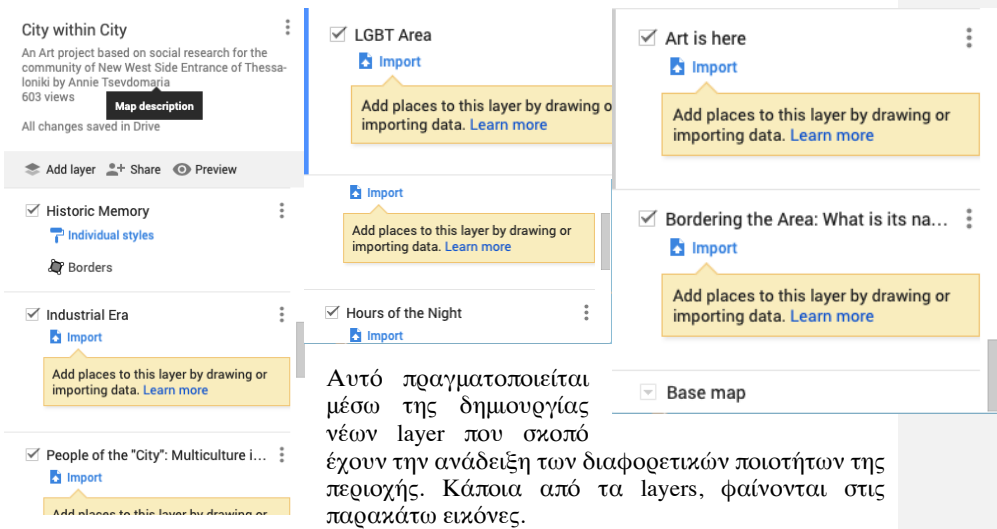 City within City
An Art project based on social research for the
community of New West Side Entrance of Thessa-
loniki by Annie Tsevdomaria
603 views
Map description
All changes saved in Drive
Add layer Share Preview
Historic Memory
Individual styles
Borders
Industrial Era
Import
Add places to this layer by drawing or
importing data. Learn more
People of the "City": Multiculture i...
Import
Add places to this layer by drawing or
LGBT Area
Import
Add places to this layer by drawing o
importing data. Learn more
Import
Add places to this layer by drawing or
importing data. Learn more
Hours of the Night
Import
Art is here
Import
Add places to this layer by drawing or
importing data. Learn more
Bordering the Area: What is its na...
Import
Add places to this layer by drawing or
importing data. Learn more
Base map
Αυτό πραγματοποιείται
μέσω της δημιουργίας
νέων layer που σκοπό
έχουν την ανάδειξη των διαφορετικών ποιοτήτων της
περιοχής. Κάποια από τα layers, φαίνονται στις
παρακάτω εικόνες.